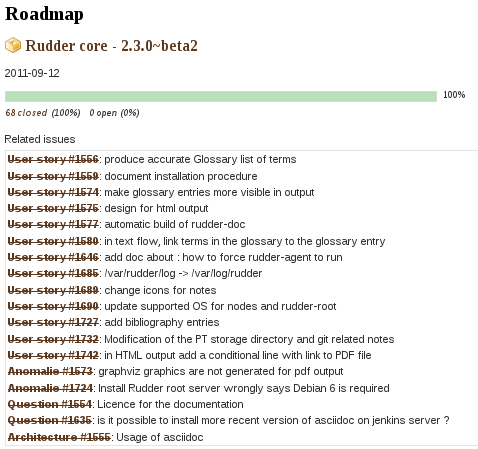 Roadmap
Rudder core - 2.3.0~beta2
2011-09-12
100%
68 closed (100%) 0 open (0%)
Related issues
User story #1556: produce accurate Glossary list of terms
User story #1559: document installation procedure
User story #1574: make glossary entries more visible in output
User story #1575: design for html output
User story #1577: automatic build of rudder-doc
User story #1580: in text flow, link terms in the glossary to the glossary entry
User story #1646: add doc about : how to force rudder-agent to run
User story #1685: /var/rudder/log -> /var/log/rudder
User story #1689: change icons for notes
User story #1690: update supported OS for nodes and rudder-root
User story #1727: add bibliography entries
User story #1732: Modification of the PT storage directory and git related notes
User story #1742: in HTML output add a conditional line with link to PDF file
Anomalie #1573: graphviz graphics are not generated for pdf output
Anomalie #1724: Install Rudder root server wrongly says Debian 6 is required
Question #1554: Licence for the documentation
Question #1635: is it possible to install more recent version of asciidoc on jenkins server ?
Architecture #1555: Usage of asciidoc